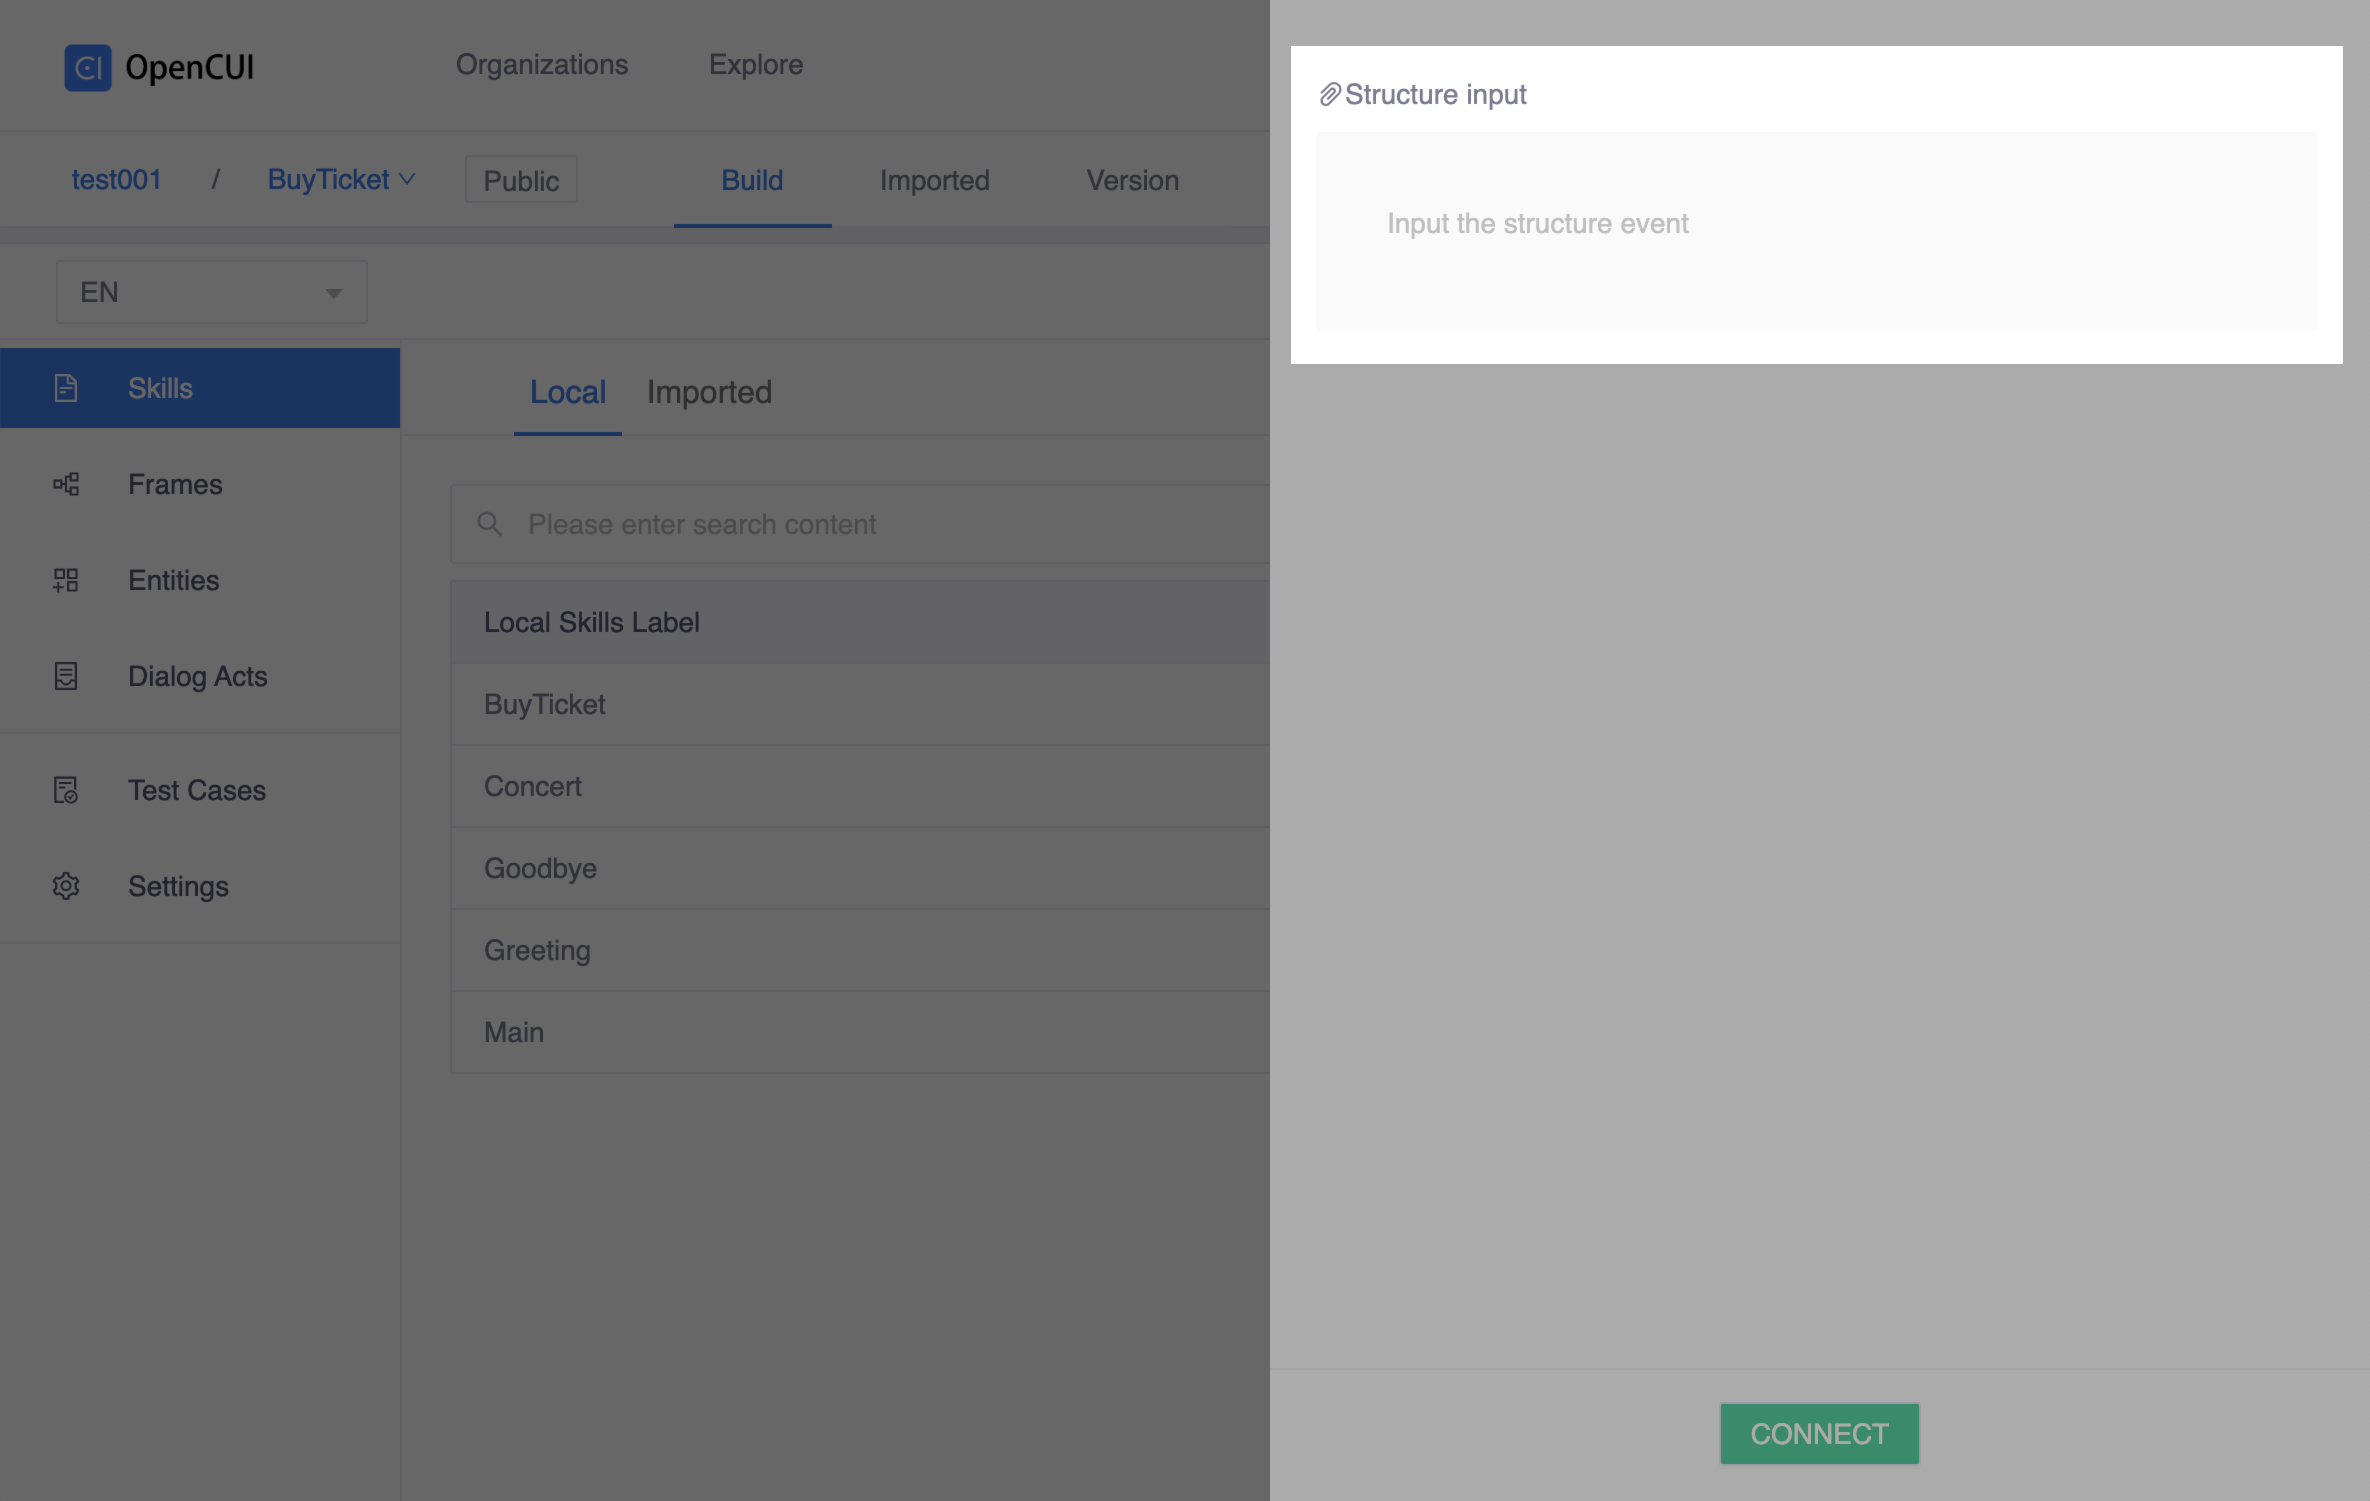 OpenCUI
Organizations
Explore
test001 / BuyTicket
Public
Build
Imported
Version
EN
Skills
Frames
Entities
Dialog Acts
Test Cases
Settings
Local
Imported
Please enter search content
Local Skills Label
BuyTicket
Concert
Goodbye
Greeting
Main
Structure input
Input the structure event
CONNECT